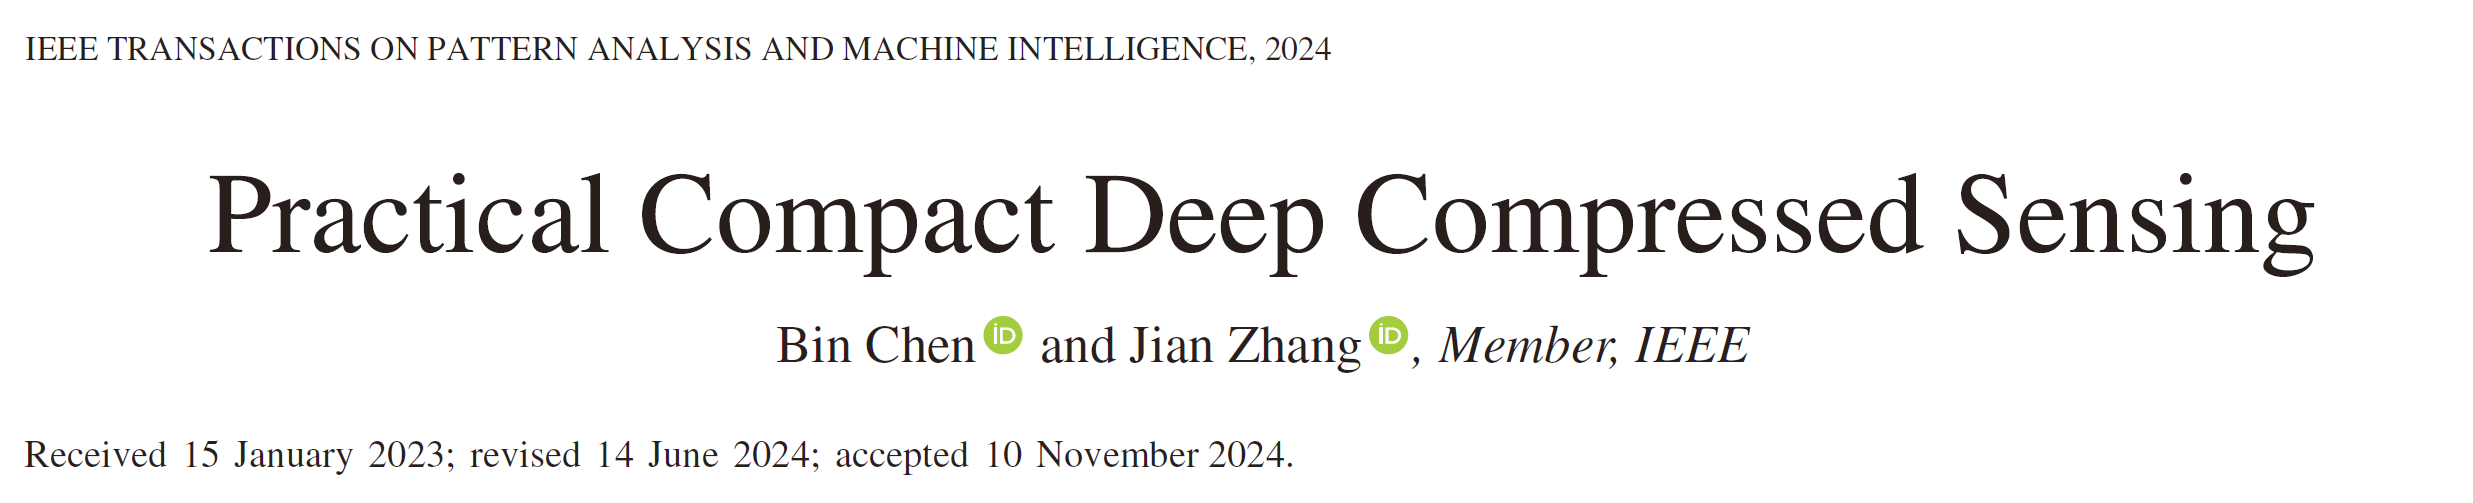 IEEE TRANSACTIONS ON PATTERN ANALYSIS AND MACHINE INTELLIGENCE, 2024
Practical Compact Deep Compressed Sensing
Bin Chen iD and Jian Zhang iD, Member, IEEE
Received 15 January 2023; revised 14 June 2024; accepted 10 November 2024.